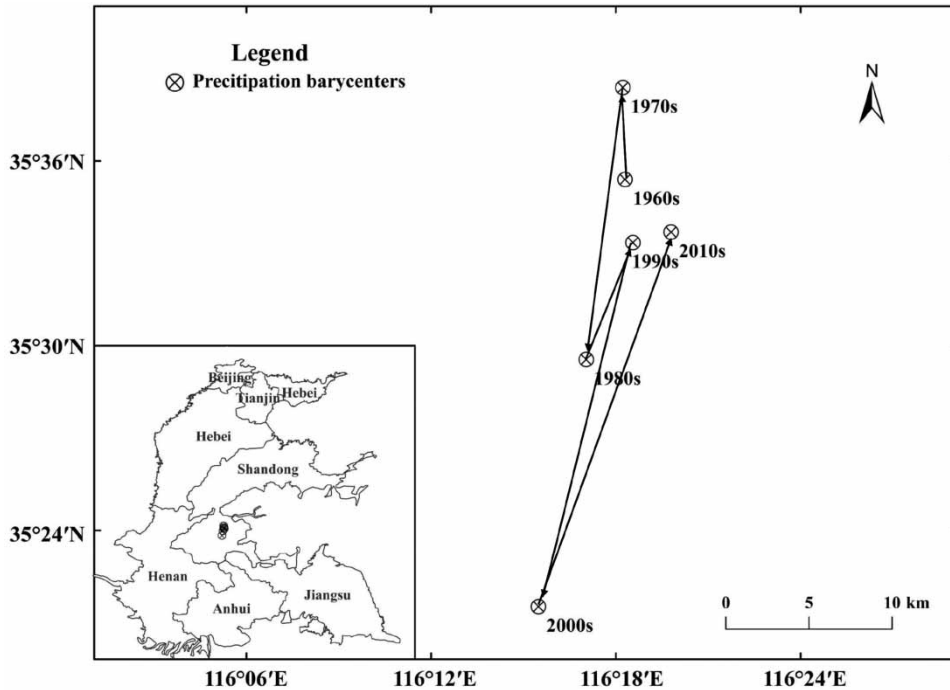 Legend
Precitipation barycenters
N
1970s
35°36′N
1960s
2010s
1990s
35°30′N
1980s
Beijing
Tianjin
Hebei
Hebei
Shandong
35°24′N
Henan
Jiangsu
Anhui
0 5 10 km
2000s
116°06′E 116°12′E 116°18′E 116°24′E